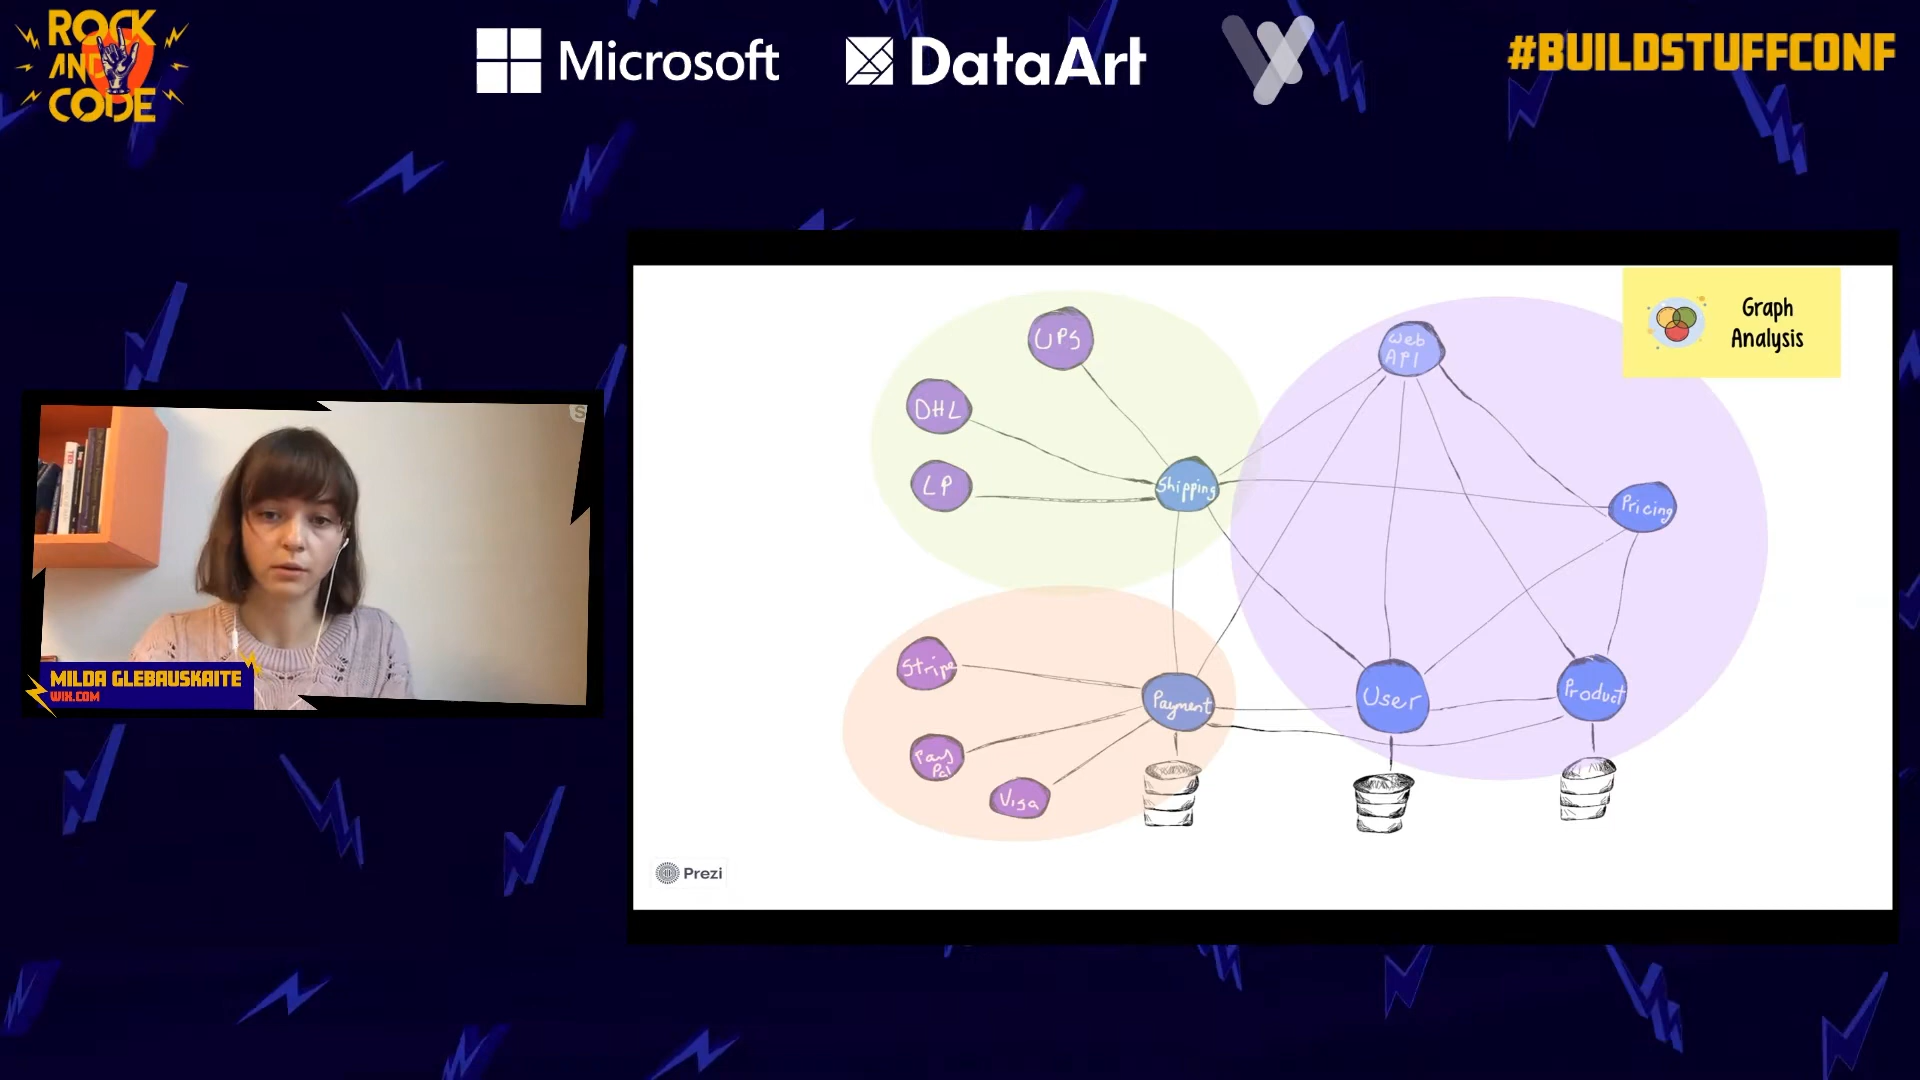 ROCK
AND
CODE
Microsoft
DataArt
#BUILDSTUFFCONF
Graph
Analysis
UPS
Web
API
DHL
LP
Shipping
Pricing
Stripe
Payment
User
Product
Pay
Pal
Visa
Prezi
TED
S
MILDA GLEBAUSKAITE
WIX.COM